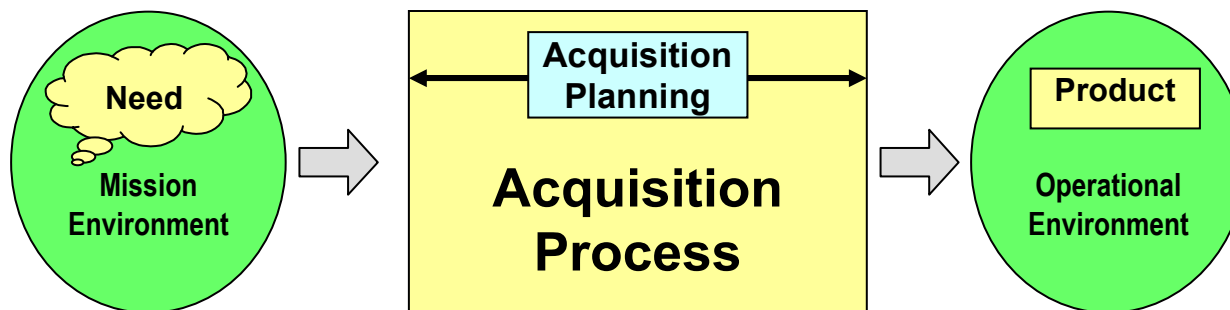 Need
Mission
Environment
Acquisition
Planning
Acquisition
Process
Product
Operational
Environment